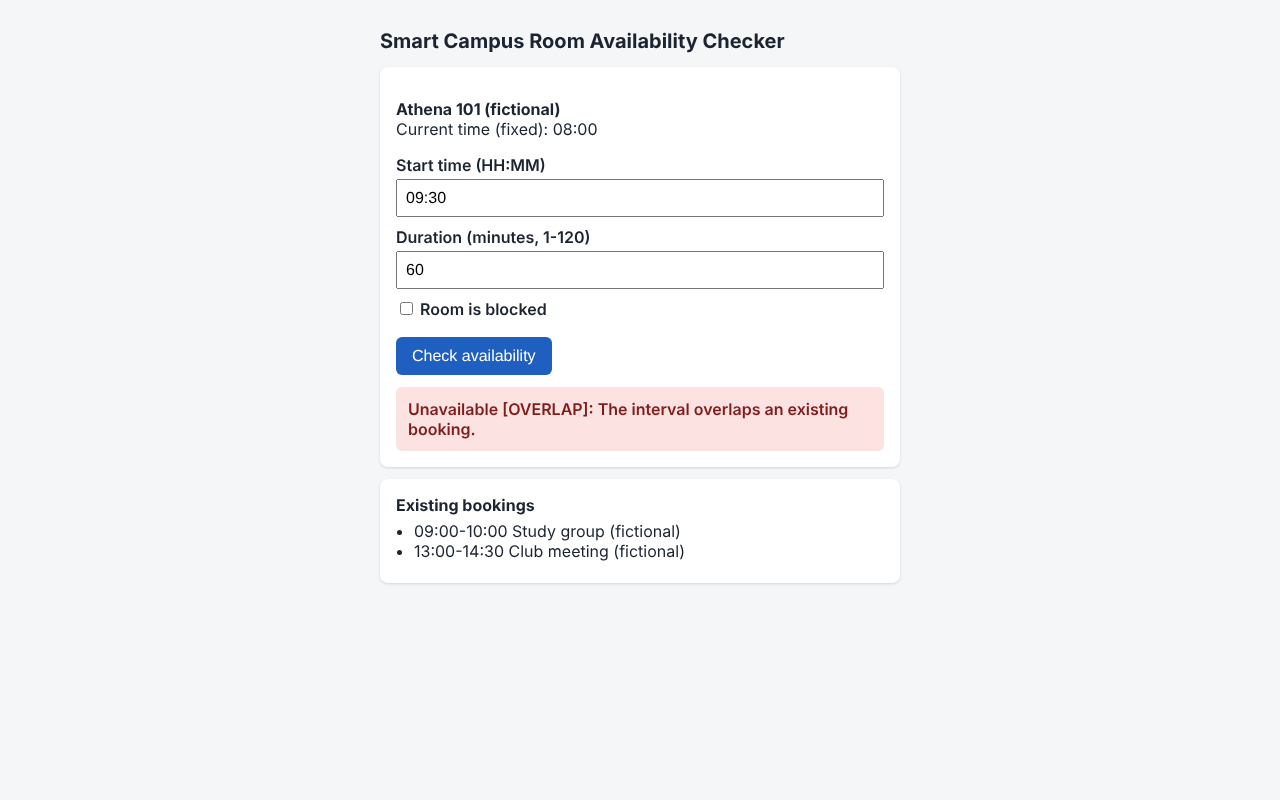 Smart Campus Room Availability Checker
Athena 101 (fictional)
Current time (fixed): 08:00
Start time (HH:MM)
09:30
Duration (minutes, 1-120)
60
Room is blocked
Check availability
Unavailable [OVERLAP]: The interval overlaps an existing
booking.
Existing bookings
• 09:00-10:00 Study group (fictional)
• 13:00-14:30 Club meeting (fictional)